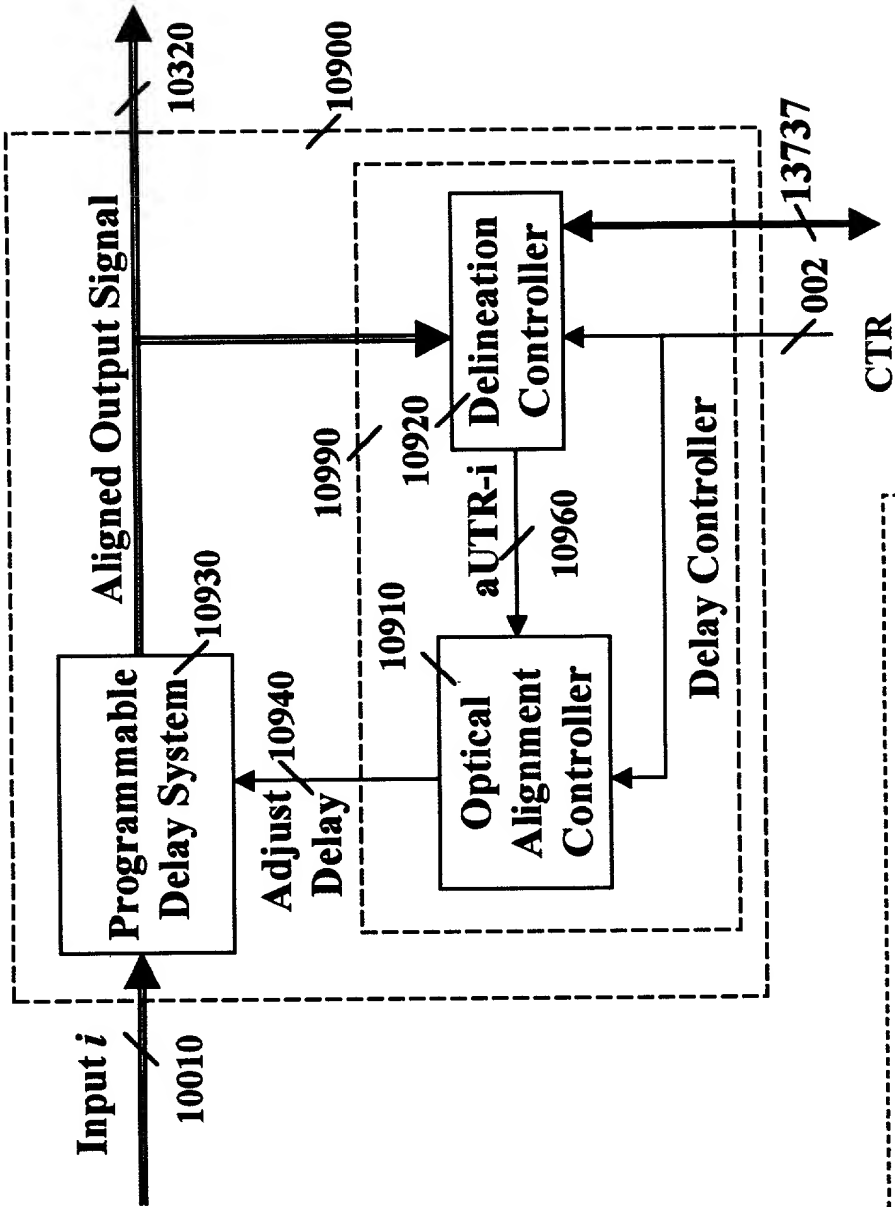 Input i
10010
Programmable
Delay System
10930
Aligned Output Signal
10320
10900
Adjust
Delay
10940
10990
10910
Optical
Alignment
Controller
aUTR-i
10960
10920
Delineation
Controller
Delay Controller
002
13737
CTR